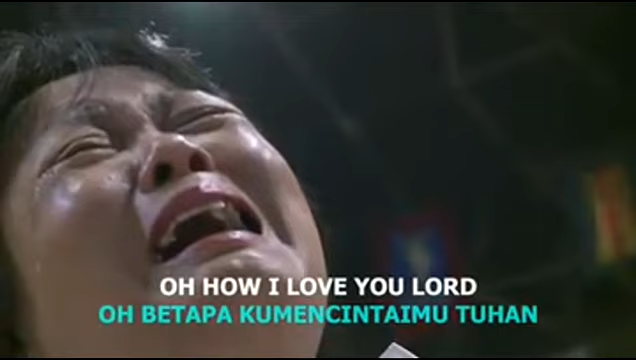 OH HOW I LOVE YOU LORD
OH BETAPA KUMENCINTAIMU TUHAN